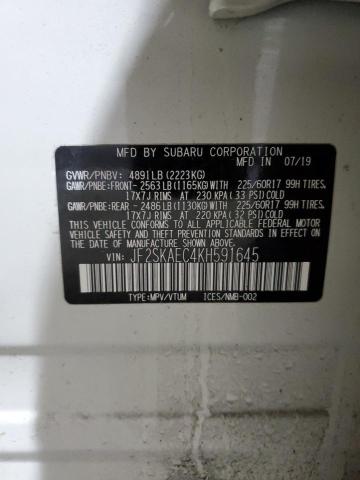 MFD BY SUBARU CORPORATION
07/19
GVWR/PNBV: 4891LB (2223KG)
GAWR/PNBE:FRONT- 2563LB (1165KG)WITH 225/60R17 99H TIRES,
17X7J RIMS AT 230 KPA ( 33 PSI) COLD
GAWR/PNBE:REAR - 2486LB (1130KG)WITH 225/60R17 99H TIRES,
17X7J RIMS AT 220 KPA ( 32 PSI) COLD
THIS VEHICLE CONFORMS TO ALL APPLICABLE
FEDERAL MOTOR VEHICLE SAFETY, BUMPER, AND THEFT
PREVENTION STANDARDS IN EFFECT ON THE DATE OF
MANUFACTURE SHOWN ABOVE.
VIN: JF2SKAEC4KH591645
TYPE:MPV/VTUM ICES/NMB-002